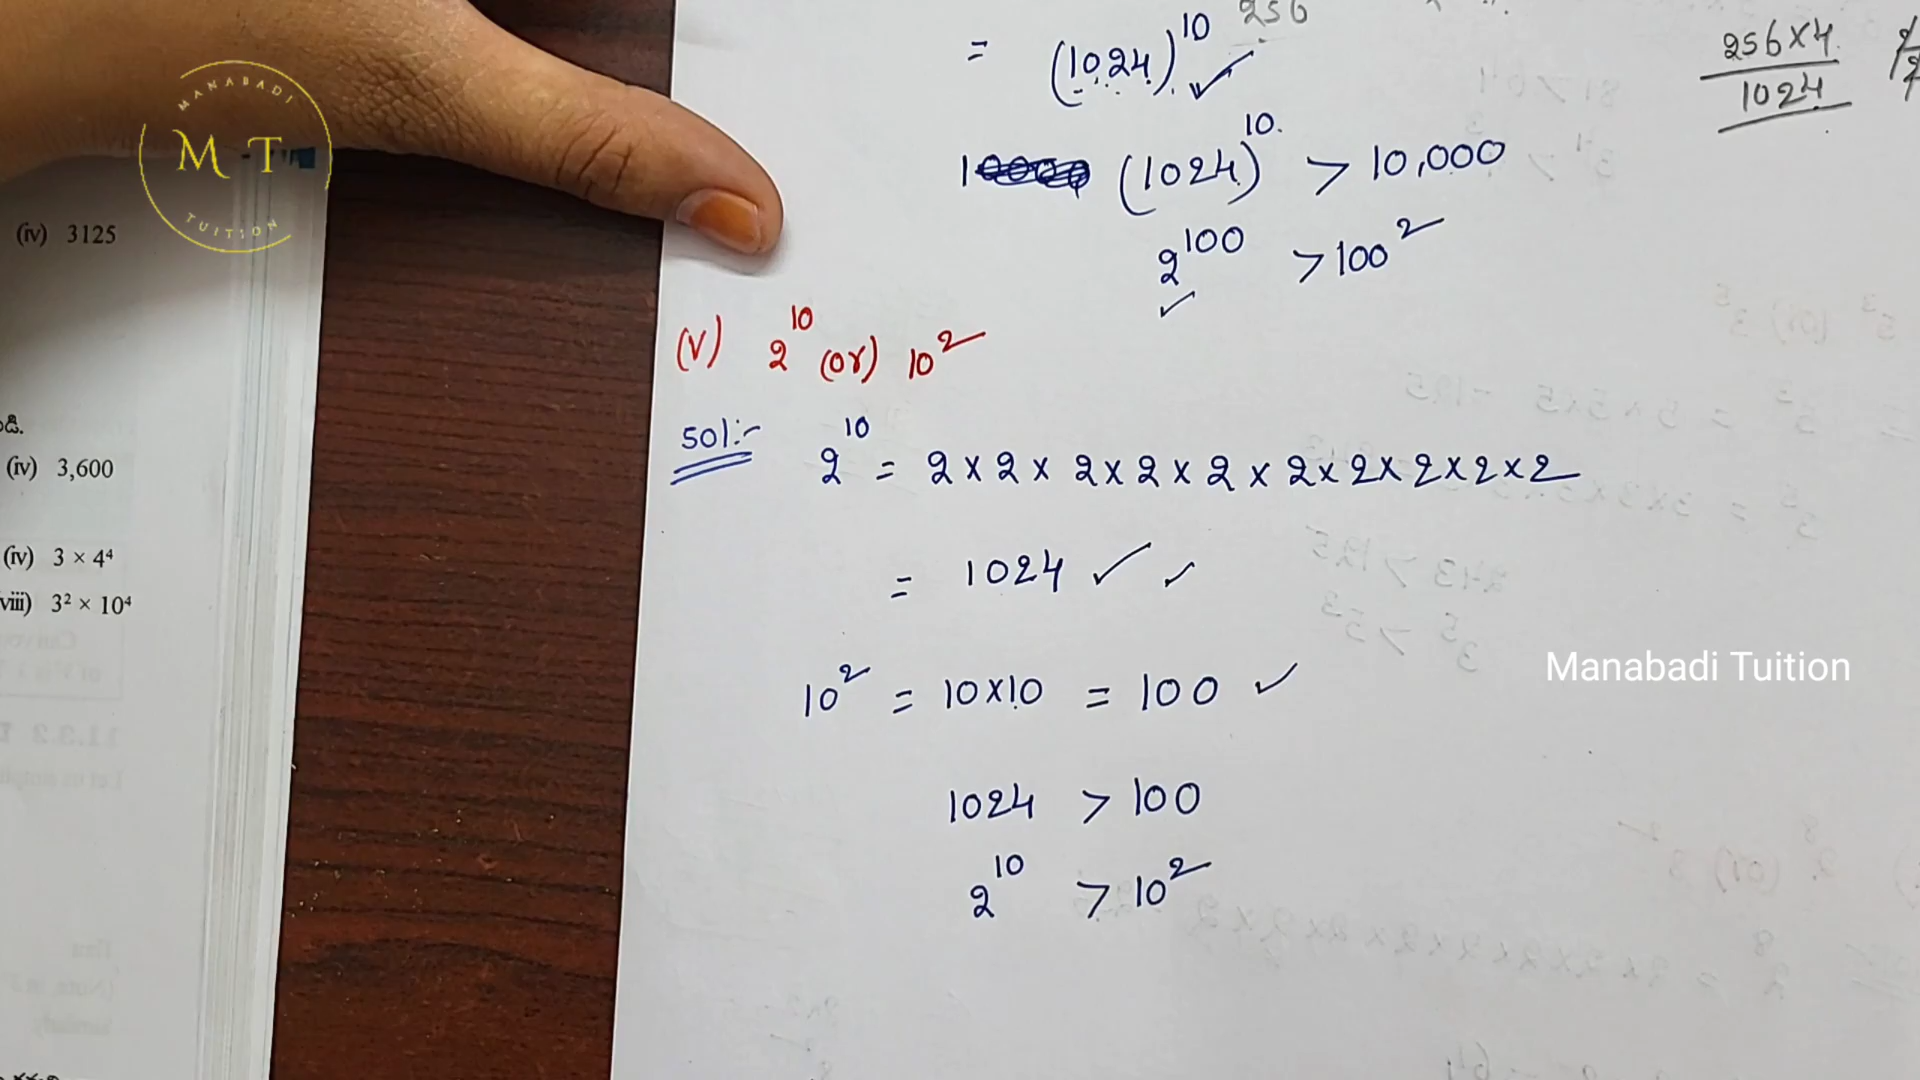 256
= (1024)^10
256×4
1024
(1024)^10 > 10,000
2^100 > 100^2
(V) 2^10 (or) 10^2
Sol:- 2^10 = 2×2×2×2×2×2×2×2×2×2
= 1024
10^2 = 10×10 = 100
1024 > 100
2^10 > 10^2
MANABADI
MT
TUITION
(iv) 3125
(iv) 3,600
(iv) 3 × 4⁴
viii) 3² × 10⁴
Manabadi Tuition